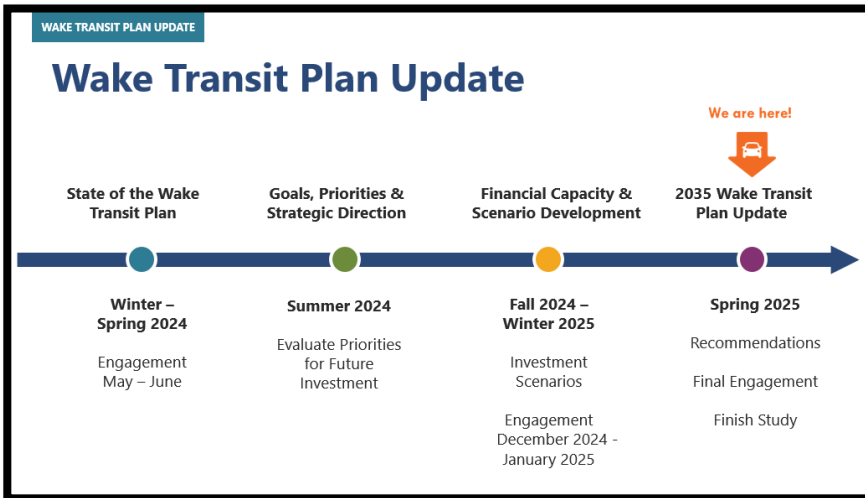 WAKE TRANSIT PLAN UPDATE
Wake Transit Plan Update
We are here!
State of the Wake
Transit Plan
Goals, Priorities &
Strategic Direction
Financial Capacity &
Scenario Development
2035 Wake Transit
Plan Update
Winter –
Spring 2024
Engagement
May – June
Summer 2024
Evaluate Priorities
for Future
Investment
Fall 2024 –
Winter 2025
Investment
Scenarios
Engagement
December 2024 -
January 2025
Spring 2025
Recommendations
Final Engagement
Finish Study